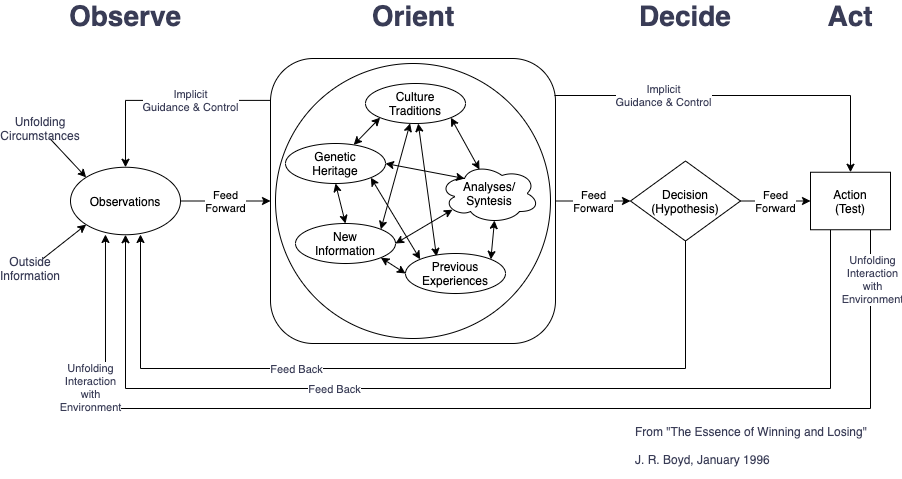 Observe
Orient
Decide
Act
Implicit
Guidance & Control
Implicit
Guidance & Control
Unfolding
Circumstances
Culture
Traditions
Genetic
Heritage
Analyses/
Syntesis
New
Information
Previous
Experiences
Observations
Feed
Forward
Feed
Forward
Decision
(Hypothesis)
Feed
Forward
Action
(Test)
Outside
Information
Unfolding
Interaction
with
Environment
Unfolding
Interaction
with
Environment
Feed Back
Feed Back
From "The Essence of Winning and Losing"
J. R. Boyd, January 1996